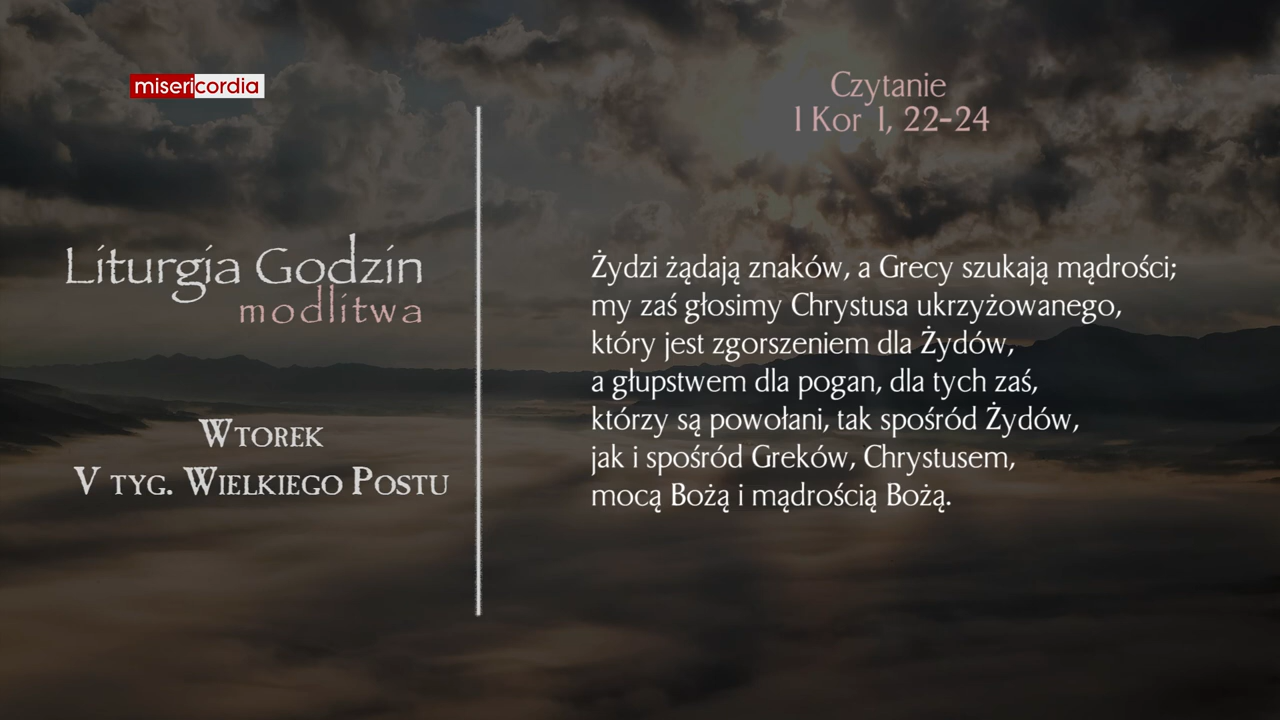 misericordia
Liturgia Godzin
modlitwa
Wtorek
V tyg. Wielkiego Postu
Czytanie
1 Kor 1, 22-24
Żydzi żądają znaków, a Grecy szukają mądrości;
my zaś głosimy Chrystusa ukrzyżowanego,
który jest zgorszeniem dla Żydów,
a głupstwem dla pogan, dla tych zaś,
którzy są powołani, tak spośród Żydów,
jak i spośród Greków, Chrystusem,
mocą Bożą i mądrością Bożą.